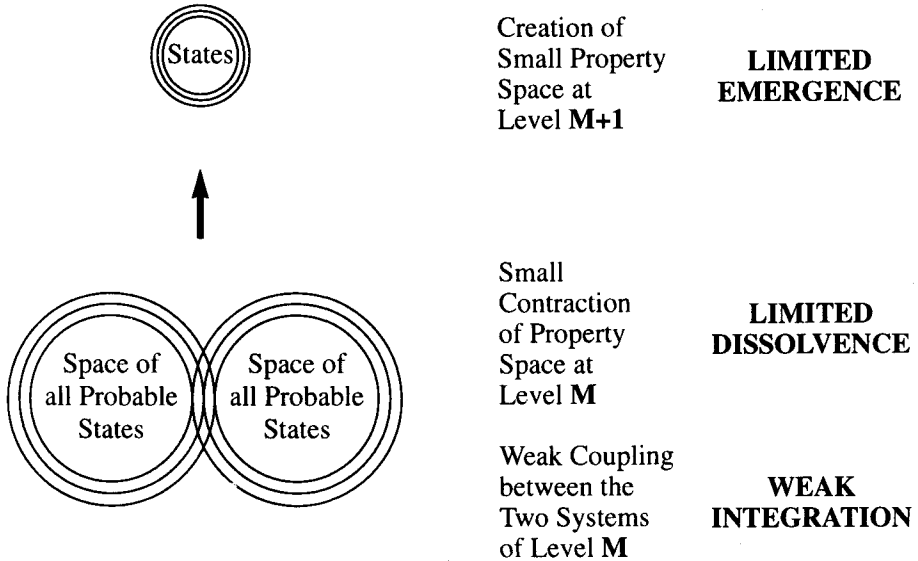 States
Creation of
Small Property
Space at
Level M+1
LIMITED
EMERGENCE
Space of
all Probable
States
Space of
all Probable
States
Small
Contraction
of Property
Space at
Level M
LIMITED
DISSOLVENCE
Weak Coupling
between the
Two Systems
of Level M
WEAK
INTEGRATION